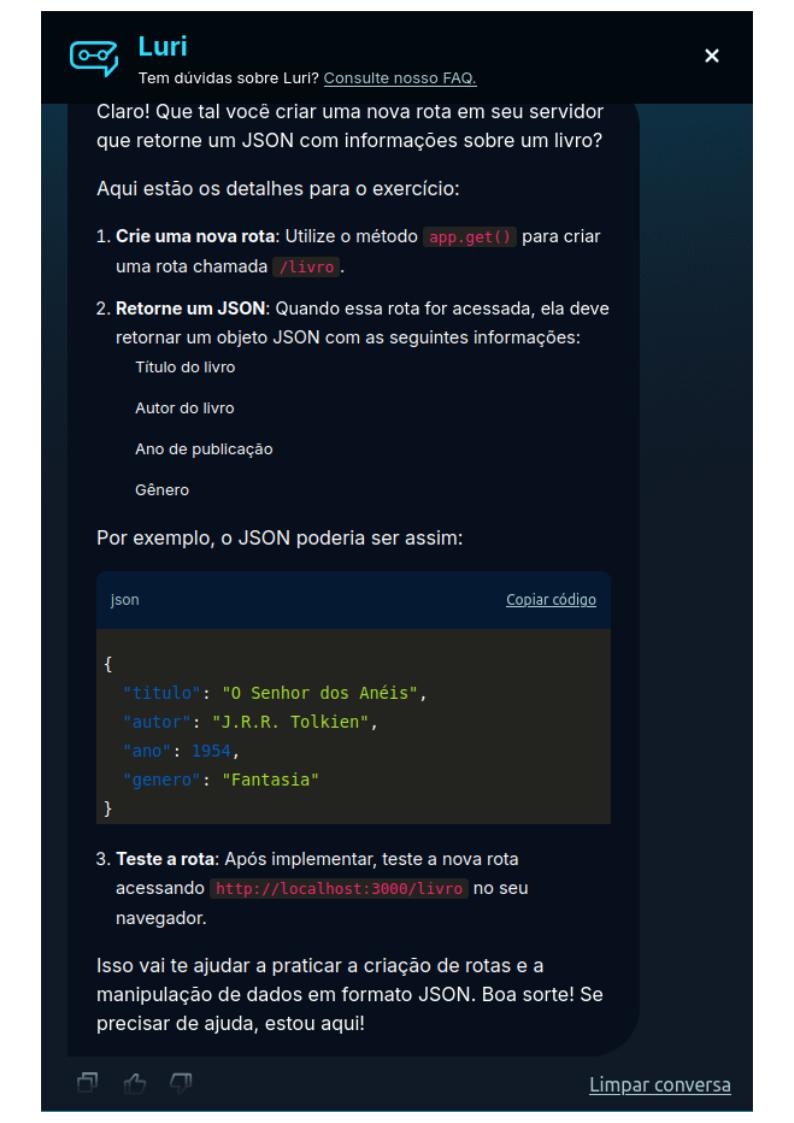 Luri
Tem dúvidas sobre Luri? Consulte nosso FAQ.
Claro! Que tal você criar uma nova rota em seu servidor
que retorne um JSON com informações sobre um livro?
Aqui estão os detalhes para o exercício:
1. Crie uma nova rota: Utilize o método app.get() para criar
uma rota chamada /livro.
2. Retorne um JSON: Quando essa rota for acessada, ela deve
retornar um objeto JSON com as seguintes informações:
Título do livro
Autor do livro
Ano de publicação
Gênero
Por exemplo, o JSON poderia ser assim:
json Copiar código
{
"titulo": "O Senhor dos Anéis",
"autor": "J.R.R. Tolkien",
"ano": 1954,
"genero": "Fantasia"
}
3. Teste a rota: Após implementar, teste a nova rota
acessando http://localhost:3000/livro no seu
navegador.
Isso vai te ajudar a praticar a criação de rotas e a
manipulação de dados em formato JSON. Boa sorte! Se
precisar de ajuda, estou aqui!
Limpar conversa